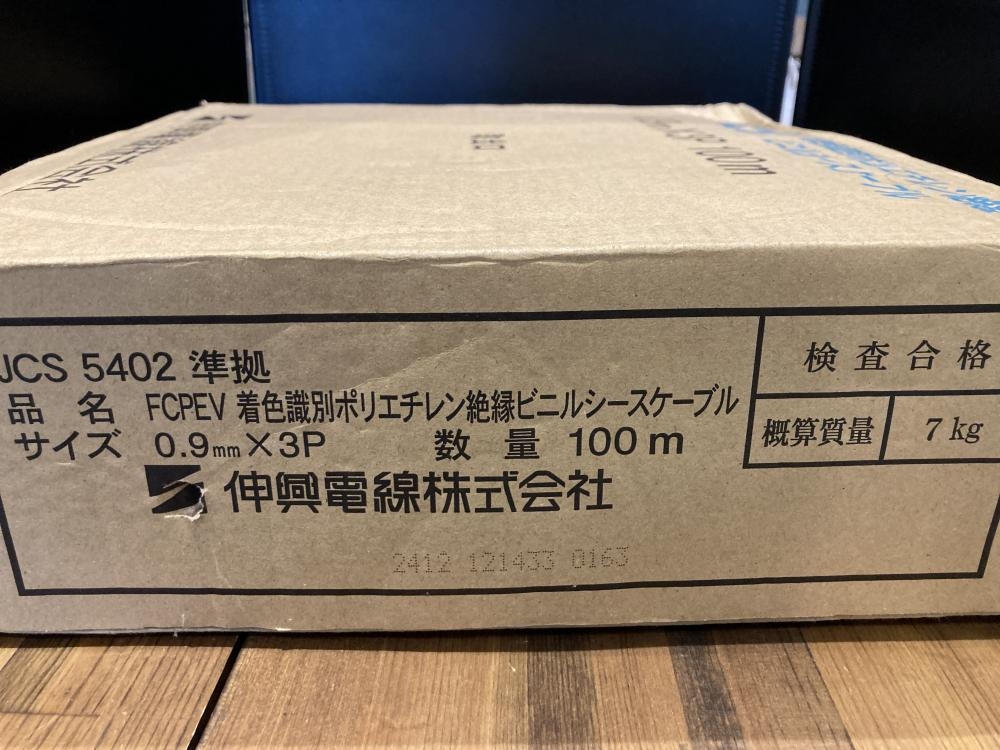 100m
JCS 5402 準拠
品名 FCPEV 着色識別ポリエチレン絶縁ビニルシースケーブル
サイズ 0.9mm×3P 数量 100m
伸興電線株式会社
2412 121433 0163
検査合格
概算質量 7kg